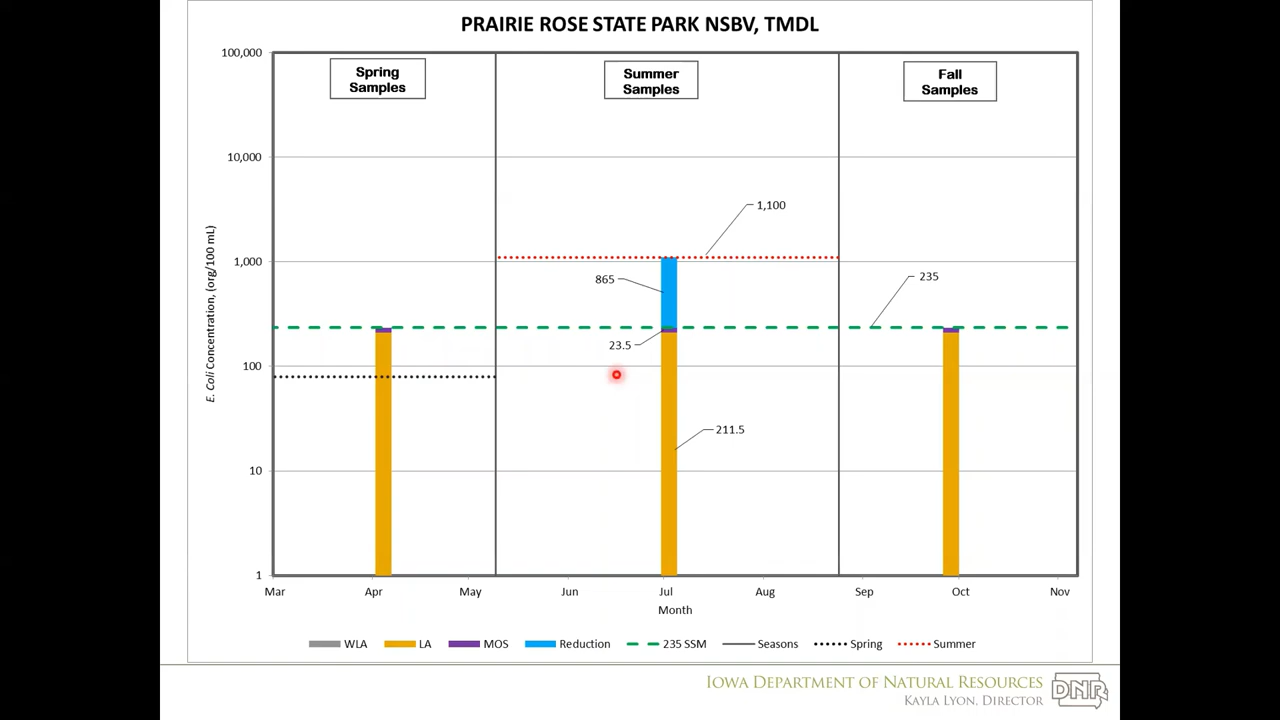 PRAIRIE ROSE STATE PARK NSBV, TMDL
100,000
10,000
1,000
100
10
1
E. Coli Concentration, (org/100 mL)
Spring
Samples
Summer
Samples
Fall
Samples
1,100
865
235
23.5
211.5
Mar Apr May Jun Jul Aug Sep Oct Nov
Month
WLA LA MOS Reduction 235 SSM Seasons Spring Summer
IOWA DEPARTMENT OF NATURAL RESOURCES
KAYLA LYON, DIRECTOR
DNR